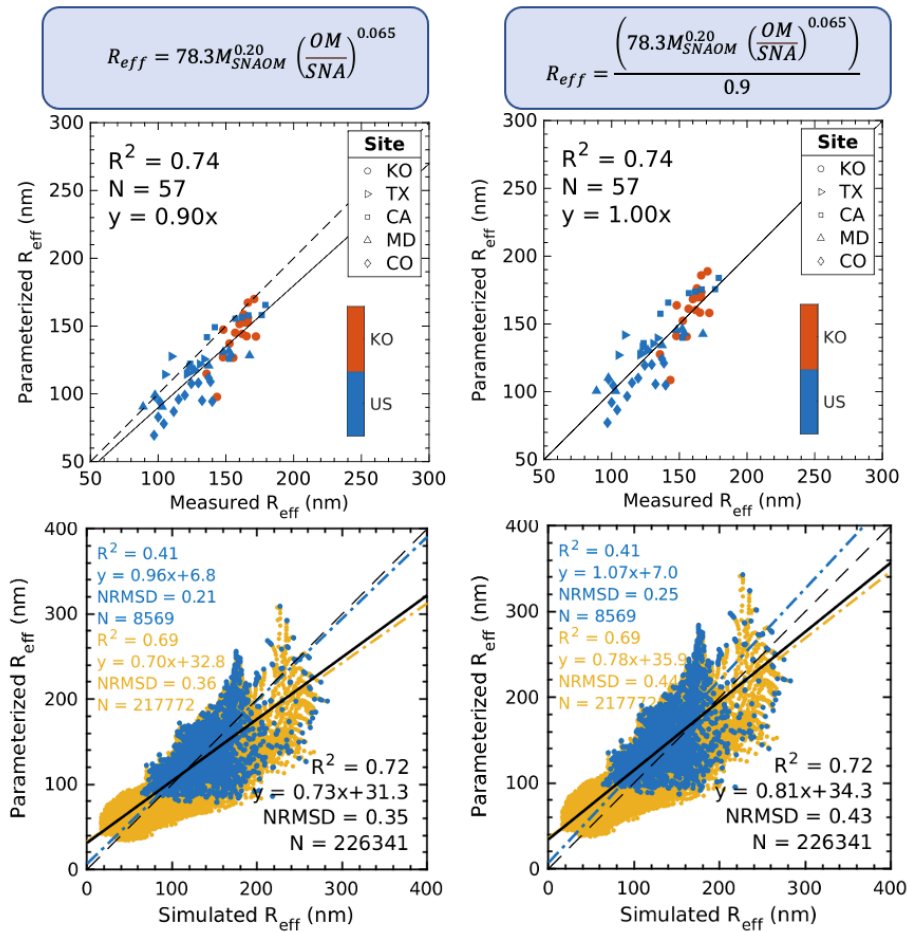 R_eff = 78.3M_SNAOM^0.20 (OM/SNA)^0.065
R_eff = (78.3M_SNAOM^0.20 (OM/SNA)^0.065)/0.9
300
250
200
150
100
50
Parameterized R_eff (nm)
R² = 0.74
N = 57
y = 0.90x
Site
KO
TX
CA
MD
CO
KO
US
50 100 150 200 250 300
Measured R_eff (nm)
300
250
200
150
100
50
Parameterized R_eff (nm)
R² = 0.74
N = 57
y = 1.00x
Site
KO
TX
CA
MD
CO
KO
US
50 100 150 200 250 300
Measured R_eff (nm)
400
300
200
100
0
Parameterized R_eff (nm)
R² = 0.41
y = 0.96x+6.8
NRMSD = 0.21
N = 8569
R² = 0.69
y = 0.70x+32.8
NRMSD = 0.36
N = 217772
R² = 0.72
y = 0.73x+31.3
NRMSD = 0.35
N = 226341
0 100 200 300 400
Simulated R_eff (nm)
400
300
200
100
0
Parameterized R_eff (nm)
R² = 0.41
y = 1.07x+7.0
NRMSD = 0.25
N = 8569
R² = 0.69
y = 0.78x+35.9
NRMSD = 0.44
N = 217772
R² = 0.72
y = 0.81x+34.3
NRMSD = 0.43
N = 226341
0 100 200 300 400
Simulated R_eff (nm)